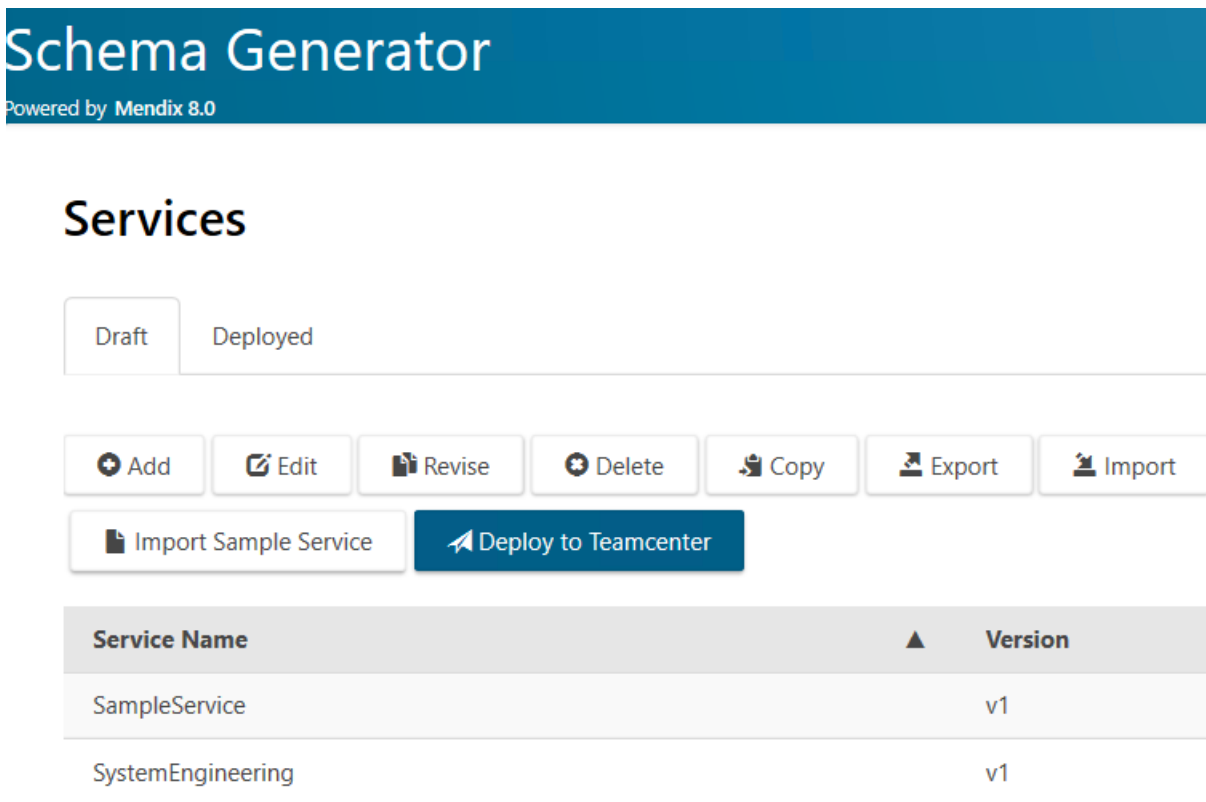 Schema Generator
Powered by Mendix 8.0
Services
Draft Deployed
Add Edit Revise Delete Copy Export Import
Import Sample Service Deploy to Teamcenter
Service Name ▲ Version
SampleService v1
SystemEngineering v1